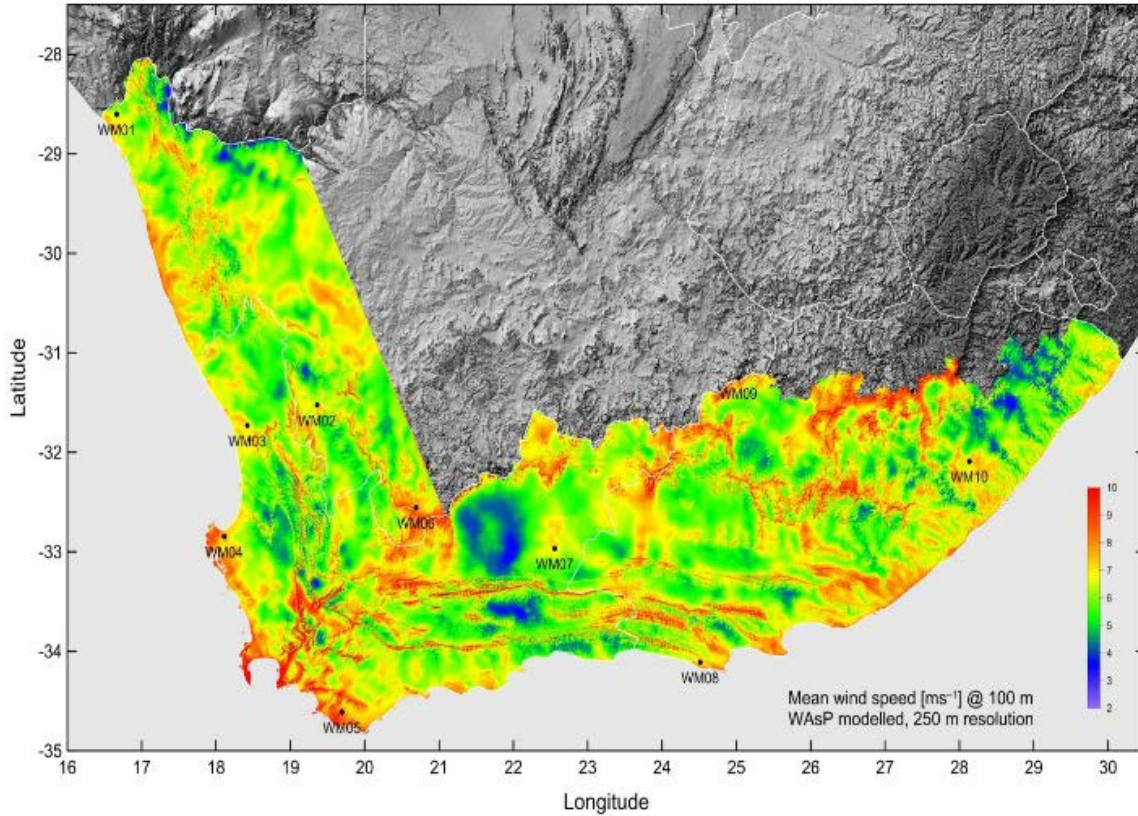 -28
-29
-30
-31
-32
-33
-34
-35
Latitude
WM01
WM02
WM03
WM04
WM05
WM06
WM07
WM08
WM09
WM10
10
9
8
7
6
5
4
3
2
Mean wind speed [ms⁻¹] @ 100 m
WAsP modelled, 250 m resolution
16 17 18 19 20 21 22 23 24 25 26 27 28 29 30
Longitude